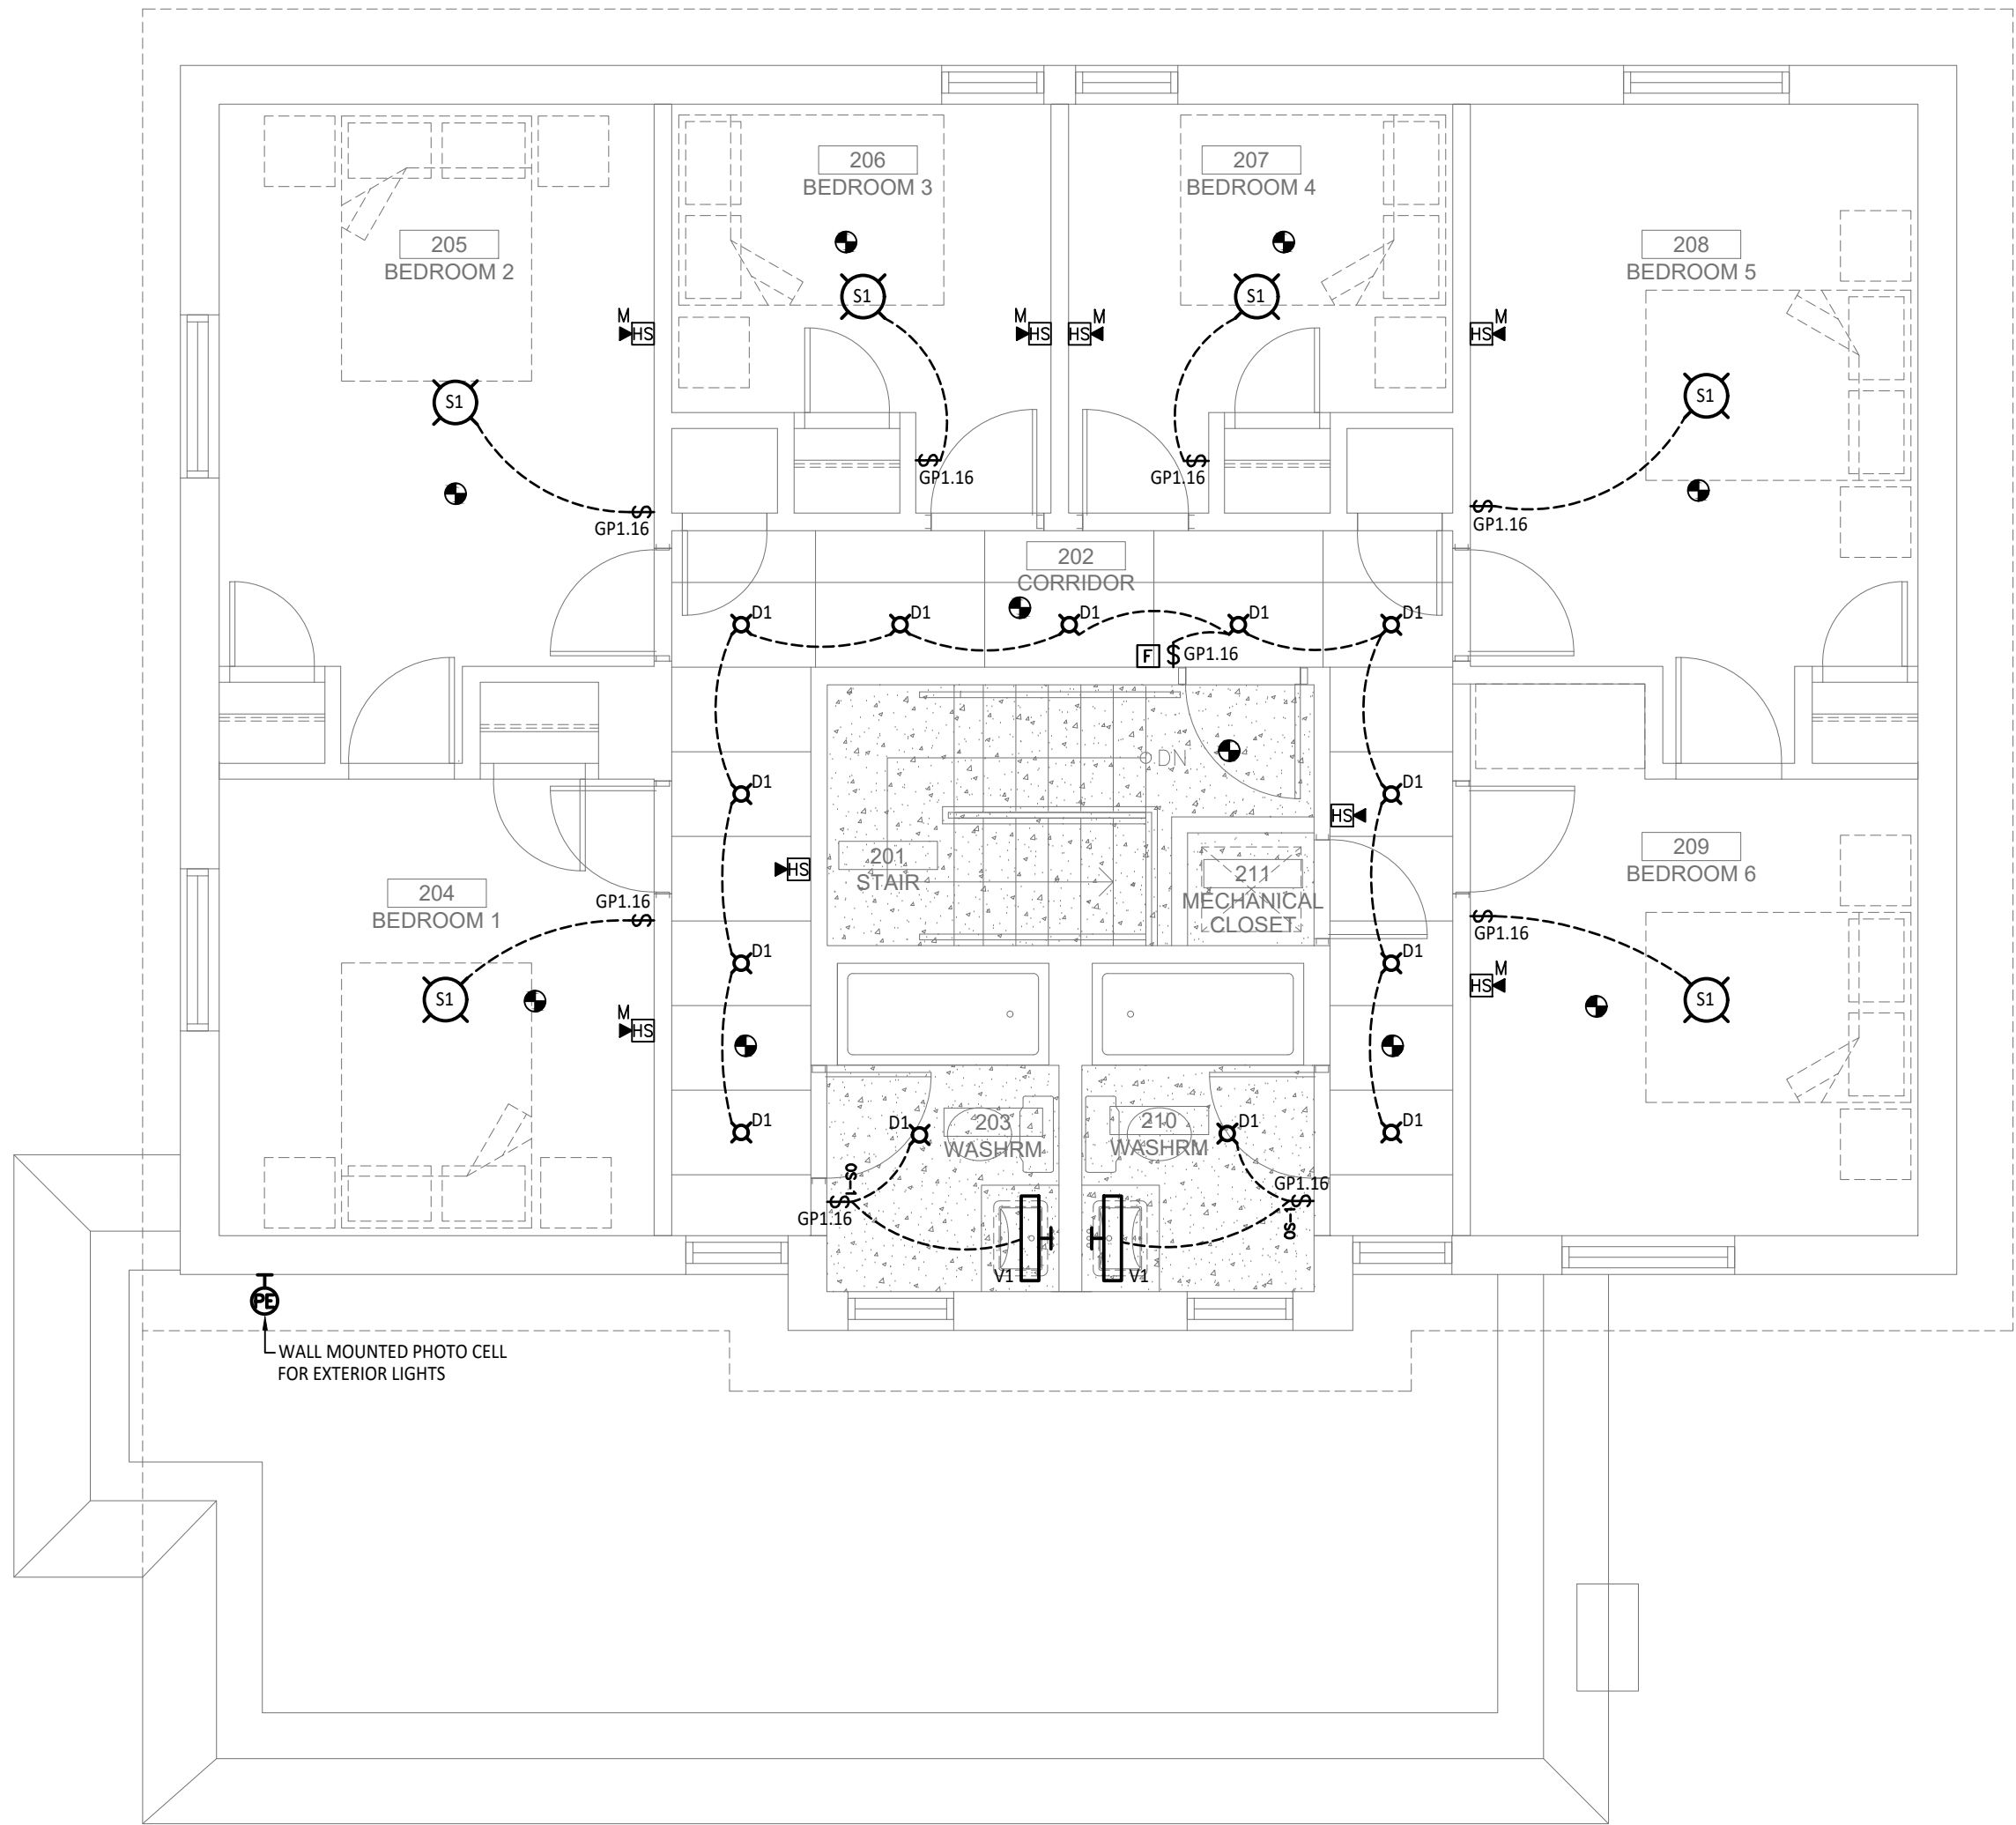 206
BEDROOM 3
207
BEDROOM 4
205
BEDROOM 2
208
BEDROOM 5
S1
S1
M
HS
M
HS
M
HS
M
HS
S1
S1
$
GP1.16
$
GP1.16
$
GP1.16
$
GP1.16
202
CORRIDOR
D1
D1
D1
D1
D1
F
$
GP1.16
DN
D1
D1
HS
HS
201
STAIR
211
MECHANICAL
CLOSET
209
BEDROOM 6
204
BEDROOM 1
GP1.16
$
$
GP1.16
D1
D1
M
HS
S1
S1
M
HS
D1
D1
203
WASHRM
D1
D1
210
WASHRM
OS-1
$
GP1.16
GP1.16
$
OS-1
V1
V1
PE
WALL MOUNTED PHOTO CELL
FOR EXTERIOR LIGHTS